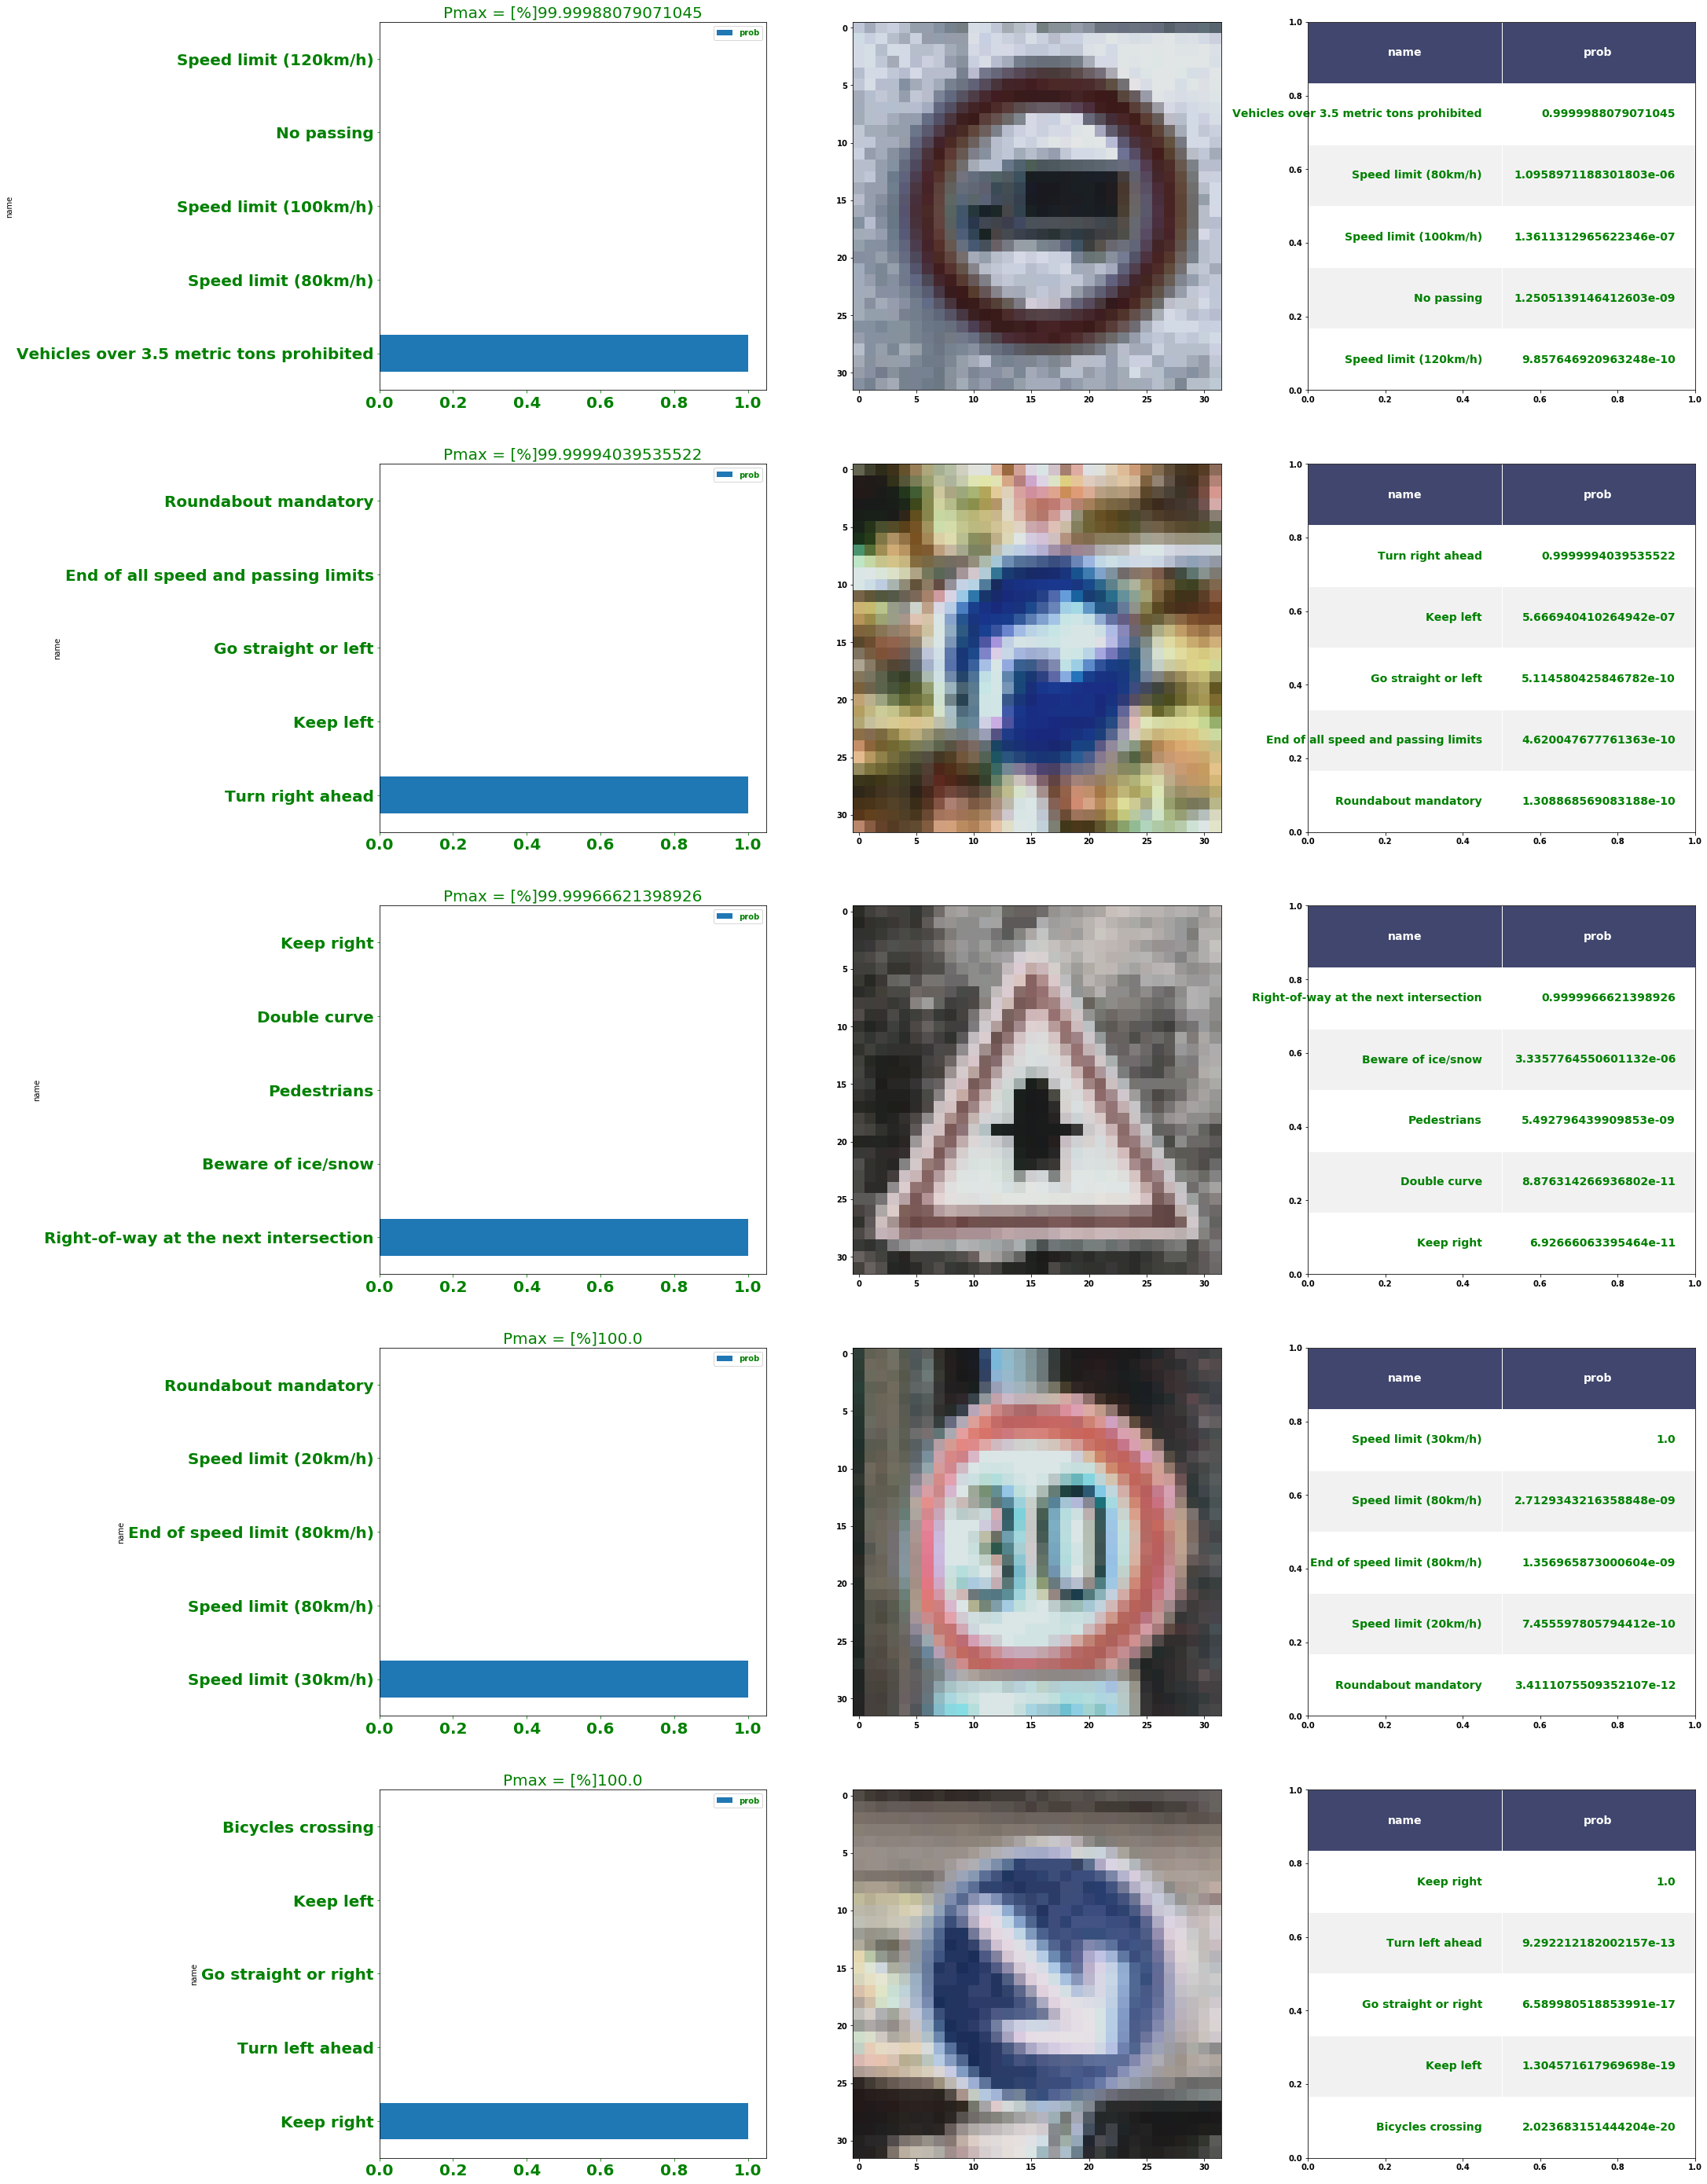 Pmax = [%]99.99988079071045
prob
name
Speed limit (120km/h)
No passing
Speed limit (100km/h)
Speed limit (80km/h)
Vehicles over 3.5 metric tons prohibited
0.0 0.2 0.4 0.6 0.8 1.0
0 5 10 15 20 25 30
0 5 10 15 20 25 30
1.0 0.8 0.6 0.4 0.2 0.0
name prob
Vehicles over 3.5 metric tons prohibited 0.9999988079071045
Speed limit (80km/h) 1.0958971188301803e-06
Speed limit (100km/h) 1.3611312965622346e-07
No passing 1.2505139146412603e-09
Speed limit (120km/h) 9.857646920963248e-10
0.0 0.2 0.4 0.6 0.8 1.0
Pmax = [%]99.99994039535522
prob
name
Roundabout mandatory
End of all speed and passing limits
Go straight or left
Keep left
Turn right ahead
0.0 0.2 0.4 0.6 0.8 1.0
0 5 10 15 20 25 30
0 5 10 15 20 25 30
1.0 0.8 0.6 0.4 0.2 0.0
name prob
Turn right ahead 0.9999994039535522
Keep left 5.666940410264942e-07
Go straight or left 5.114580425846782e-10
End of all speed and passing limits 4.620047677761363e-10
Roundabout mandatory 1.308868569083188e-10
0.0 0.2 0.4 0.6 0.8 1.0
Pmax = [%]99.99966621398926
prob
name
Keep right
Double curve
Pedestrians
Beware of ice/snow
Right-of-way at the next intersection
0.0 0.2 0.4 0.6 0.8 1.0
0 5 10 15 20 25 30
0 5 10 15 20 25 30
1.0 0.8 0.6 0.4 0.2 0.0
name prob
Right-of-way at the next intersection 0.9999966621398926
Beware of ice/snow 3.3357764550601132e-06
Pedestrians 5.492796439909853e-09
Double curve 8.876314266936802e-11
Keep right 6.92666063395464e-11
0.0 0.2 0.4 0.6 0.8 1.0
Pmax = [%]100.0
prob
name
Roundabout mandatory
Speed limit (20km/h)
End of speed limit (80km/h)
Speed limit (80km/h)
Speed limit (30km/h)
0.0 0.2 0.4 0.6 0.8 1.0
0 5 10 15 20 25 30
30
0 5 10 15 20 25 30
1.0 0.8 0.6 0.4 0.2 0.0
name prob
Speed limit (30km/h) 1.0
Speed limit (80km/h) 2.7129343216358848e-09
End of speed limit (80km/h) 1.356965873000604e-09
Speed limit (20km/h) 7.455597805794412e-10
Roundabout mandatory 3.4111075509352107e-12
0.0 0.2 0.4 0.6 0.8 1.0
Pmax = [%]100.0
prob
name
Bicycles crossing
Keep left
Go straight or right
Turn left ahead
Keep right
0.0 0.2 0.4 0.6 0.8 1.0
0 5 10 15 20 25 30
0 5 10 15 20 25 30
1.0 0.8 0.6 0.4 0.2 0.0
name prob
Keep right 1.0
Turn left ahead 9.292212182002157e-13
Go straight or right 6.589980518853991e-17
Keep left 1.304571617969698e-19
Bicycles crossing 2.023683151444204e-20
0.0 0.2 0.4 0.6 0.8 1.0